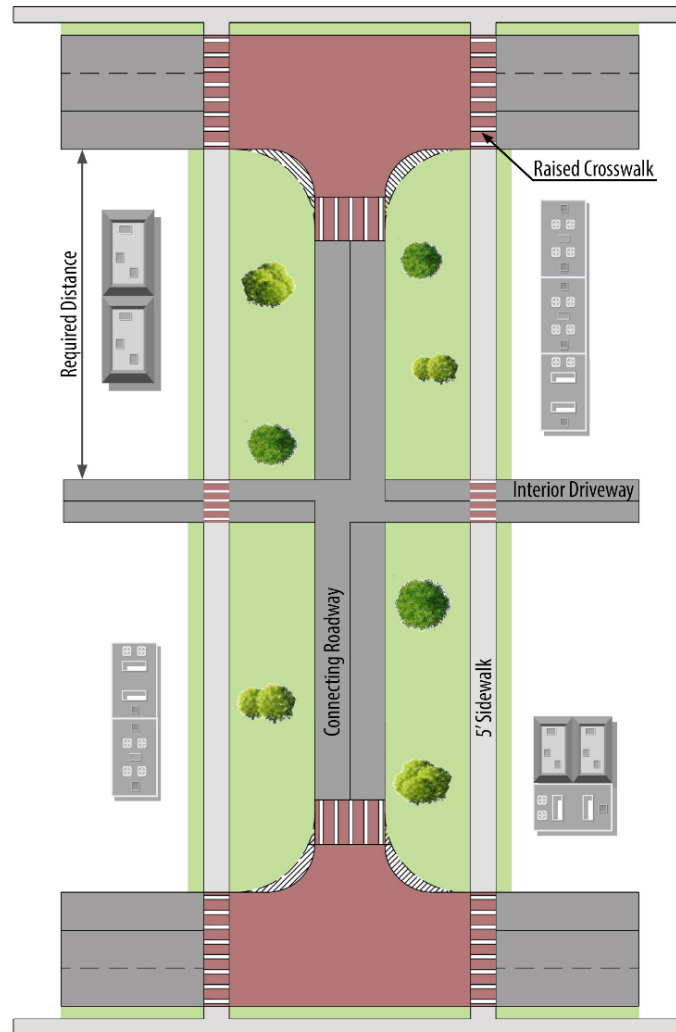 Raised Crosswalk
Required Distance
Interior Driveway
Connecting Roadway
5' Sidewalk